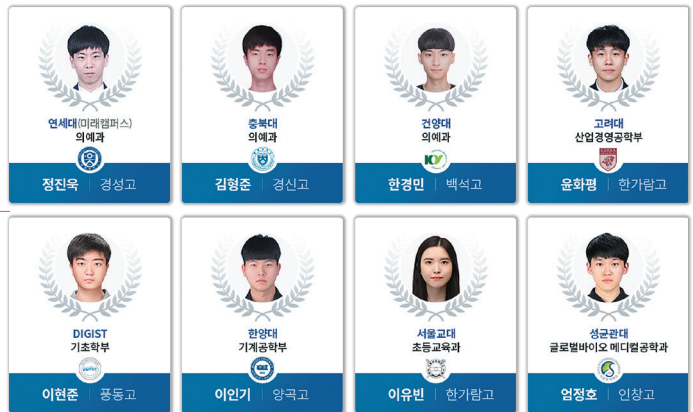 연세대(미래캠퍼스)
의예과
정진욱 경성고
충북대
의예과
김형준 경신고
건양대
의예과
한경민 백석고
고려대
산업경영공학부
윤화평 한가람고
DIGIST
기초학부
이현준 풍동고
한양대
기계공학부
이인기 양곡고
서울교대
초등교육과
이유빈 한가람고
성균관대
글로벌바이오 메디컬공학과
엄정호 인창고